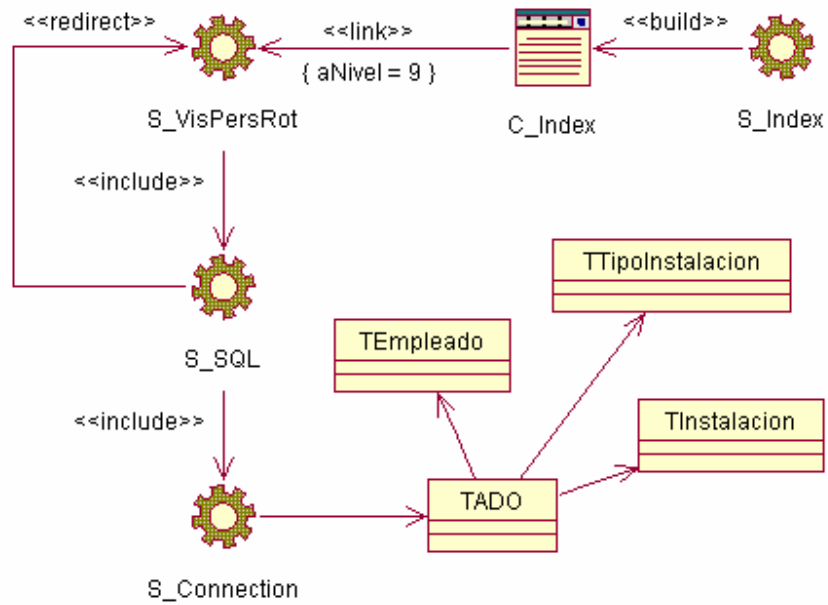 <<redirect>>
<<link>>
<<build>>
{ aNivel = 9 }
S_VisPersRot
C_Index
S_Index
<<include>>
TTipoInstalacion
TEmpleado
S_SQL
TInstalacion
<<include>>
TADO
S_Connection